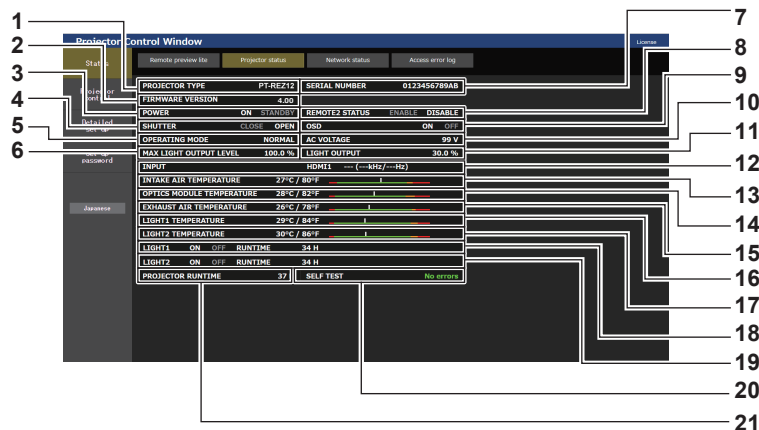 Projector Control Window
License
Status
Remote preview lite
Projector status
Network status
Access error log
Projector control
Detailed set up
password
Japanese
PROJECTOR TYPE PT-REZ12 SERIAL NUMBER 0123456789AB
FIRMWARE VERSION 4.00
POWER ON STANDBY REMOTE2 STATUS ENABLE DISABLE
SHUTTER CLOSE OPEN OSD ON OFF
OPERATING MODE NORMAL AC VOLTAGE 99 V
MAX LIGHT OUTPUT LEVEL 100.0 % LIGHT OUTPUT 30.0 %
INPUT HDMI1 --- (---kHz/---Hz)
INTAKE AIR TEMPERATURE 27°C / 80°F
OPTICS MODULE TEMPERATURE 28°C / 82°F
EXHAUST AIR TEMPERATURE 26°C / 78°F
LIGHT1 TEMPERATURE 29°C / 84°F
LIGHT2 TEMPERATURE 30°C / 86°F
LIGHT1 ON OFF RUNTIME 34 H
LIGHT2 ON OFF RUNTIME 34 H
PROJECTOR RUNTIME 37 SELF TEST No errors
1
2
3
4
5
6
7
8
9
10
11
12
13
14
15
16
17
18
19
20
21